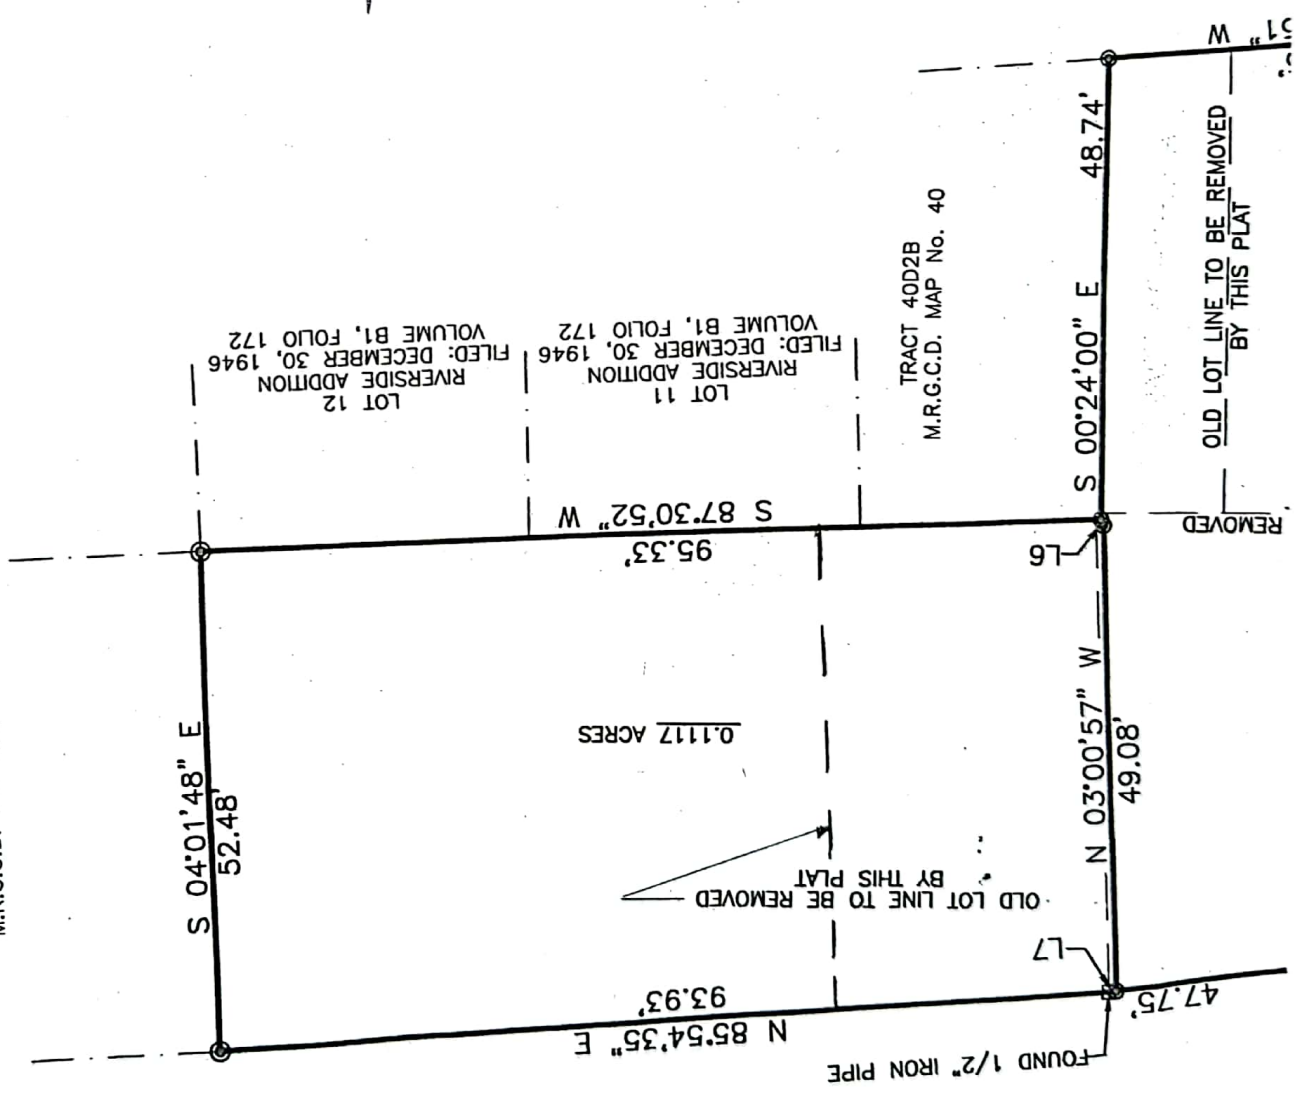 FOUND 1/2" IRON PIPE
47.75'
N 85°54'35" E
93.93'
L7
OLD LOT LINE TO BE REMOVED
BY THIS PLAT
S 04°01'48" E
52.48'
0.1117 ACRES
N 03°00'57" W
49.08'
L6
REMOVED
95.33'
S 87°30'52" W
LOT 11
RIVERSIDE ADDITION
FILED: DECEMBER 30, 1946
VOLUME B1, FOLIO 172
LOT 12
RIVERSIDE ADDITION
FILED: DECEMBER 30, 1946
VOLUME B1, FOLIO 172
TRACT 40D2B
M.R.G.C.D. MAP No. 40
S 00°24'00" E
48.74'
OLD LOT LINE TO BE REMOVED
BY THIS PLAT
51" W